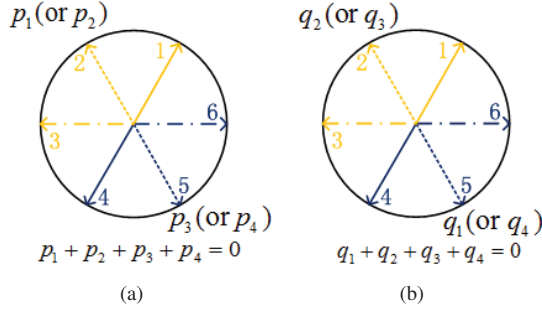 p₁(or p₂) q₂(or q₃)
2 1 2 1
3 6 3 6
4 5 4 5
p₃(or p₄) q₁(or q₄)
p₁ + p₂ + p₃ + p₄ = 0 q₁ + q₂ + q₃ + q₄ = 0
(a) (b)